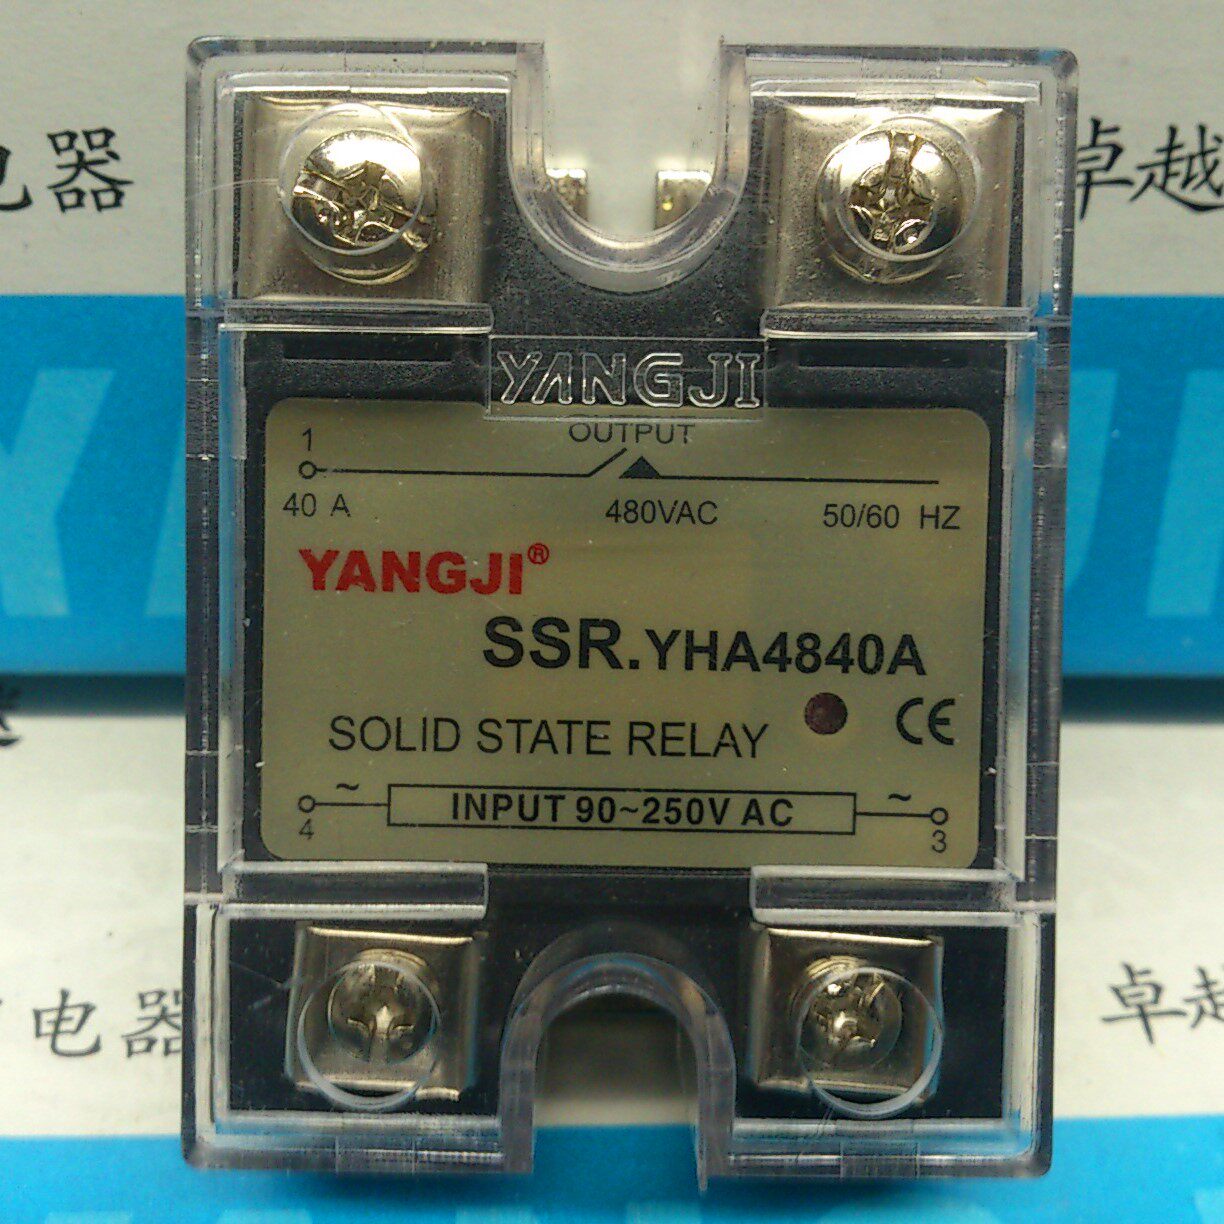 电器
卓越
YANGJI
OUTPUT
1
40 A 480VAC 50/60 HZ
YANGJI®
SSR.YHA4840A
CE
SOLID STATE RELAY
~ INPUT 90~250V AC ~
4 3
电器
卓越